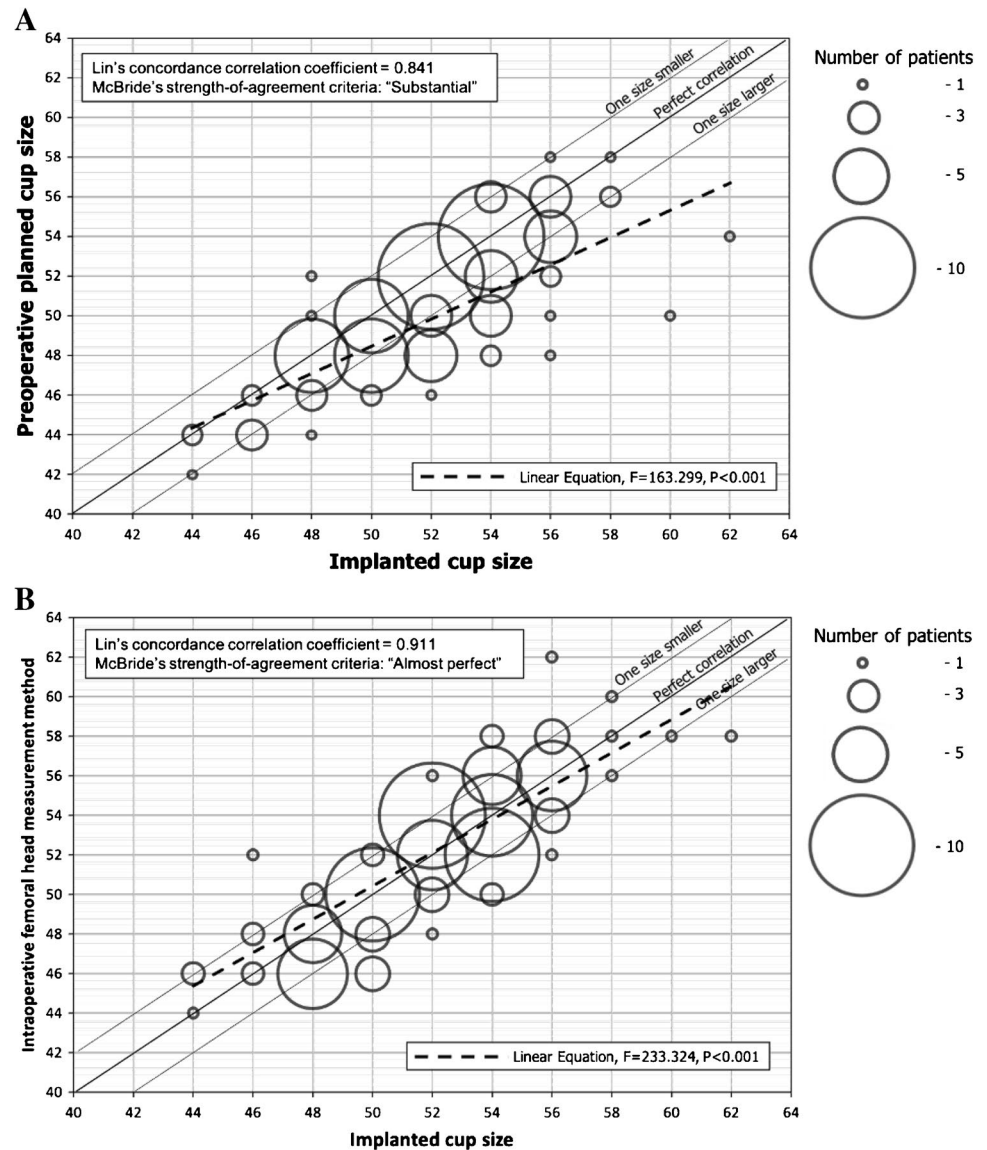 A
Lin's concordance correlation coefficient = 0.841
McBride's strength-of-agreement criteria: "Substantial"
One size smaller
Perfect correlation
One size larger
Preoperative planned cup size
64
62
60
58
56
54
52
50
48
46
44
42
40
Linear Equation, F=163.299, P<0.001
40 42 44 46 48 50 52 54 56 58 60 62 64
Implanted cup size
Number of patients
- 1
- 3
- 5
- 10
B
Lin's concordance correlation coefficient = 0.911
McBride's strength-of-agreement criteria: "Almost perfect"
One size smaller
Perfect correlation
One size larger
Intraoperative femoral head measurement method
64
62
60
58
56
54
52
50
48
46
44
42
40
Linear Equation, F=233.324, P<0.001
40 42 44 46 48 50 52 54 56 58 60 62 64
Implanted cup size
Number of patients
- 1
- 3
- 5
- 10